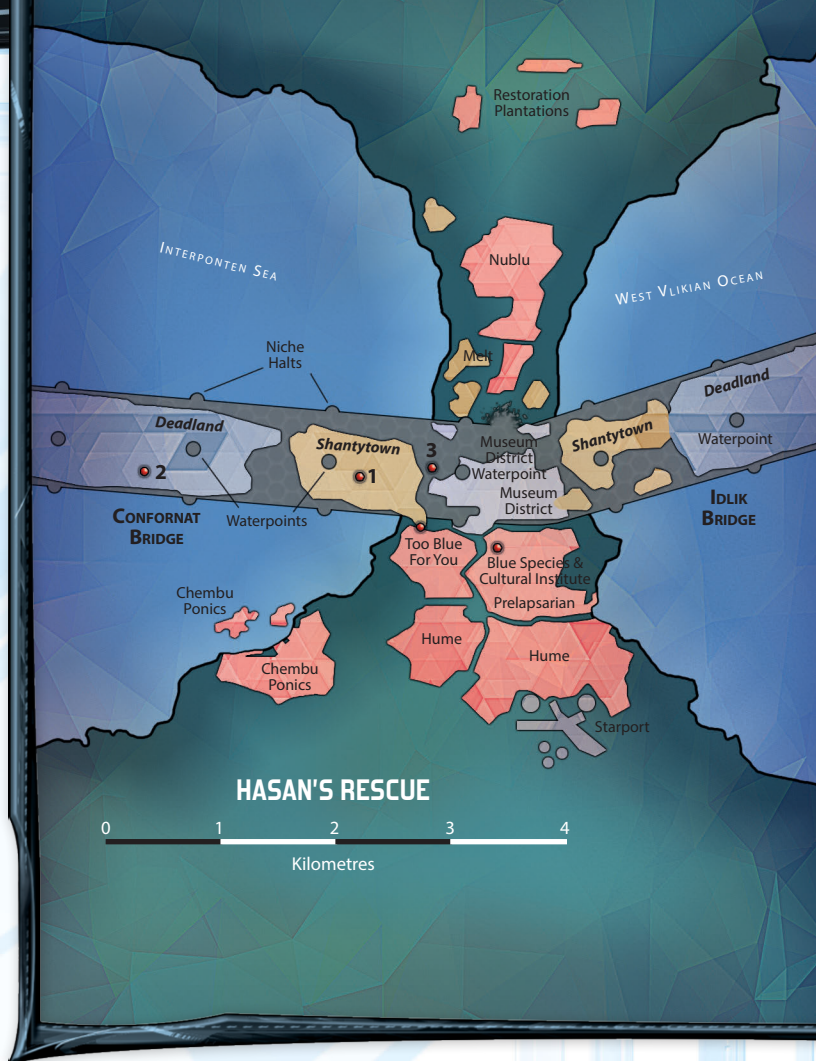 Restoration
Plantations
Nublu
INTERPONTEN SEA
WEST VLIKIAN OCEAN
Niche
Halts
Melt
Deadland
Deadland
Shantytown
Shantytown
3
Museum
District
Waterpoint
Waterpoint
1
2
Museum
District
CONFORNAT
BRIDGE
Waterpoints
IDLIK
BRIDGE
Too Blue
For You
Blue Species &
Cultural Institute
Chembu
Ponics
Prelapsarian
Hume
Hume
Chembu
Ponics
Starport
HASAN'S RESCUE
0 1 2 3 4
Kilometres